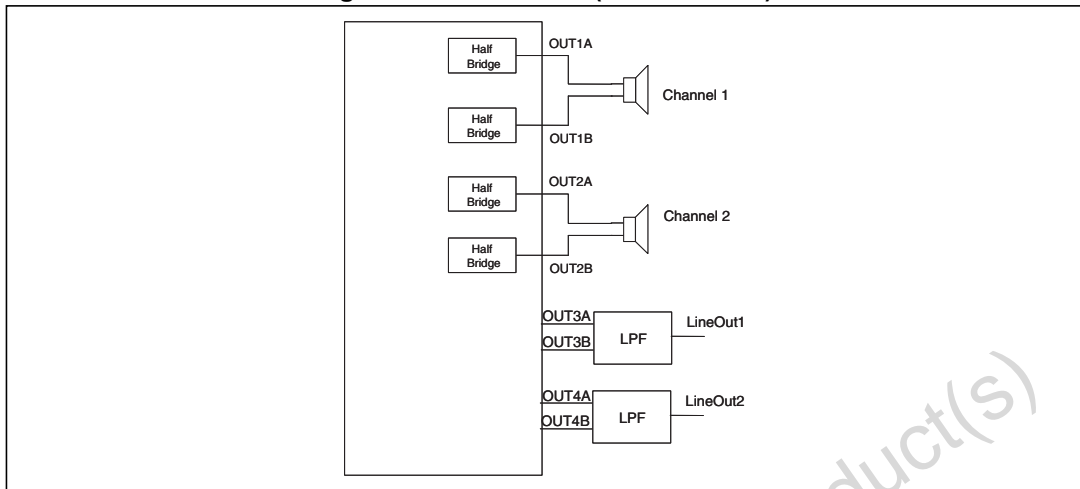 Half
Bridge
OUT1A
Channel 1
Half
Bridge
OUT1B
Half
Bridge
OUT2A
Channel 2
Half
Bridge
OUT2B
OUT3A
OUT3B
LPF
LineOut1
OUT4A
OUT4B
LPF
LineOut2
duct(s)